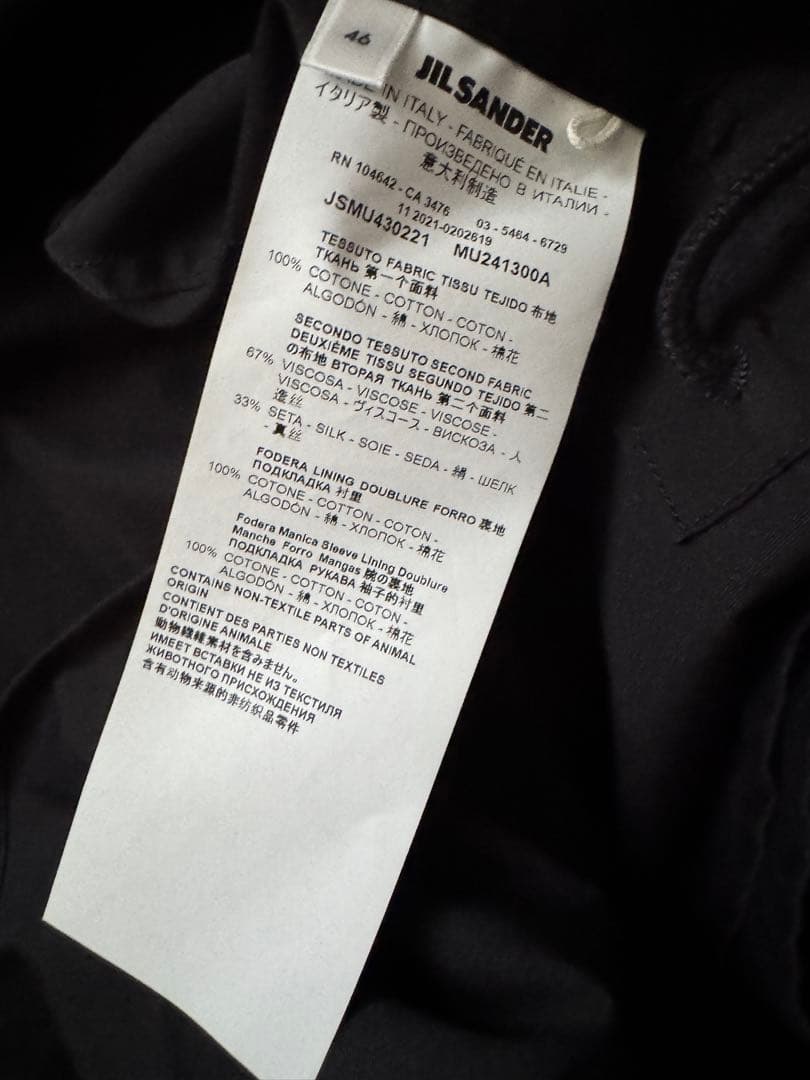 46
JIL SANDER
MADE IN ITALY - FABRIQUÉ EN ITALIE -
イタリア製 - ПРОИЗВЕДЕНО В ИТАЛИИ -
意大利制造
RN 104642 - CA 3476 03 - 5464 - 6729
11 2021-0202619
JSMU430221 MU241300A
TESSUTO FABRIC TISSU TEJIDO 布地
ТКАНЬ 第一个面料
100% COTONE - COTTON - COTON -
ALGODÓN - 綿 - ХЛОПОК - 棉花
SECONDO TESSUTO SECOND FABRIC
DEUXIÈME TISSU SEGUNDO TEJIDO 第二
の布地 ВТОРАЯ ТКАНЬ 第二个面料
67% VISCOSA - VISCOSE - VISCOSE -
VISCOSA - ヴィスコース - ВИСКОЗА - 人
造丝
33% SETA - SILK - SOIE - SEDA - 絹 - ШЕЛК
- 真丝
FODERA LINING DOUBLURE FORRO 裏地
ПОДКЛАДКА 衬里
100% COTONE - COTTON - COTON -
ALGODÓN - 綿 - ХЛОПОК - 棉花
Fodera Manica Sleeve Lining Doublure
Manche Forro Mangas 腕の裏地
ПОДКЛАДКА РУКАВА 袖子的衬里
100% COTONE - COTTON - COTON -
ALGODÓN - 綿 - ХЛОПОК - 棉花
CONTAINS NON-TEXTILE PARTS OF ANIMAL
ORIGIN
CONTIENT DES PARTIES NON TEXTILES
D'ORIGINE ANIMALE
動物繊維素材を含みません。
ИМЕЕТ ВСТАВКИ НЕ ИЗ ТЕКСТИЛЯ
ЖИВОТНОГО ПРИСХОЖДЕНИЯ
含有动物来源的非纺织品零件